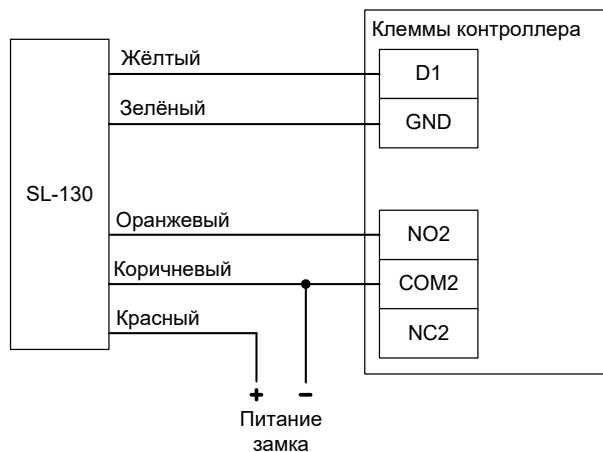 Клеммы контроллера
Жёлтый
D1
Зелёный
GND
SL-130
Оранжевый
NO2
Коричневый
COM2
Красный
NC2
+ −
Питание
замка